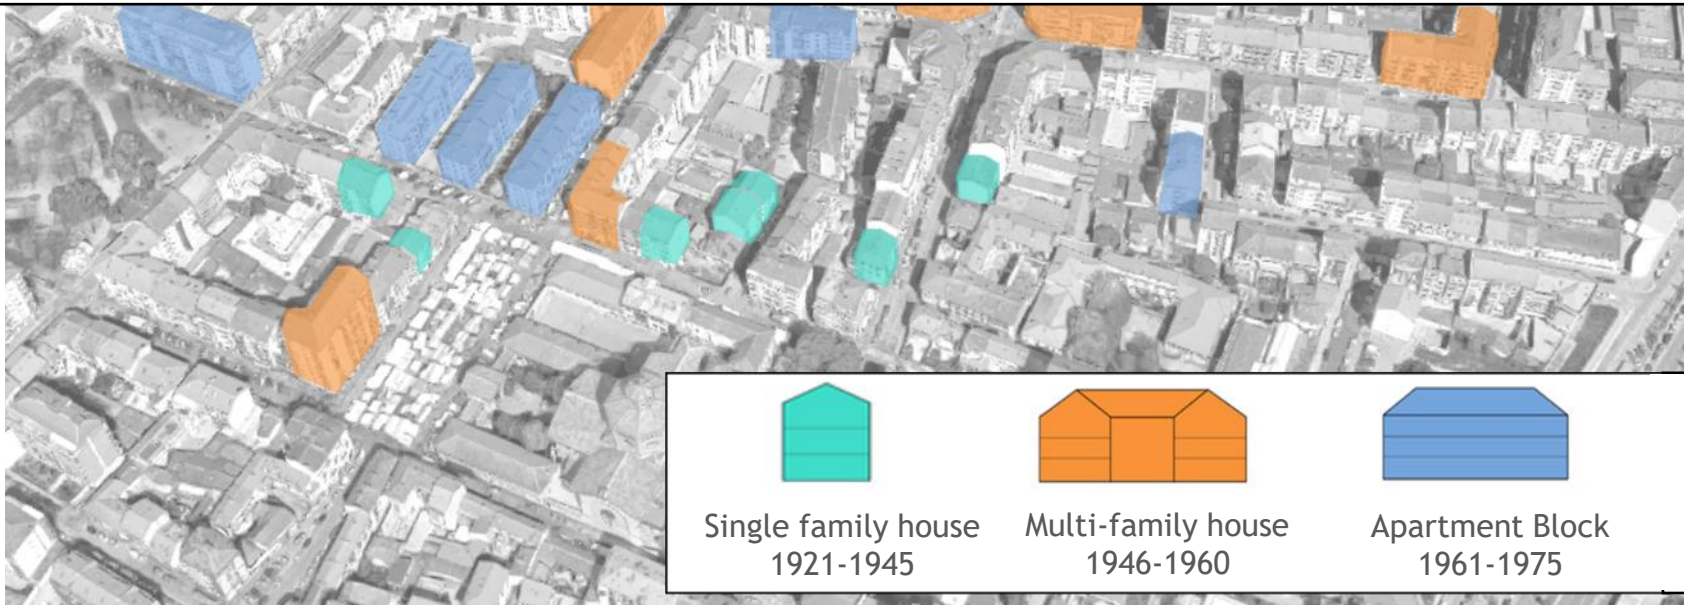 Single family house
1921-1945
Multi-family house
1946-1960
Apartment Block
1961-1975